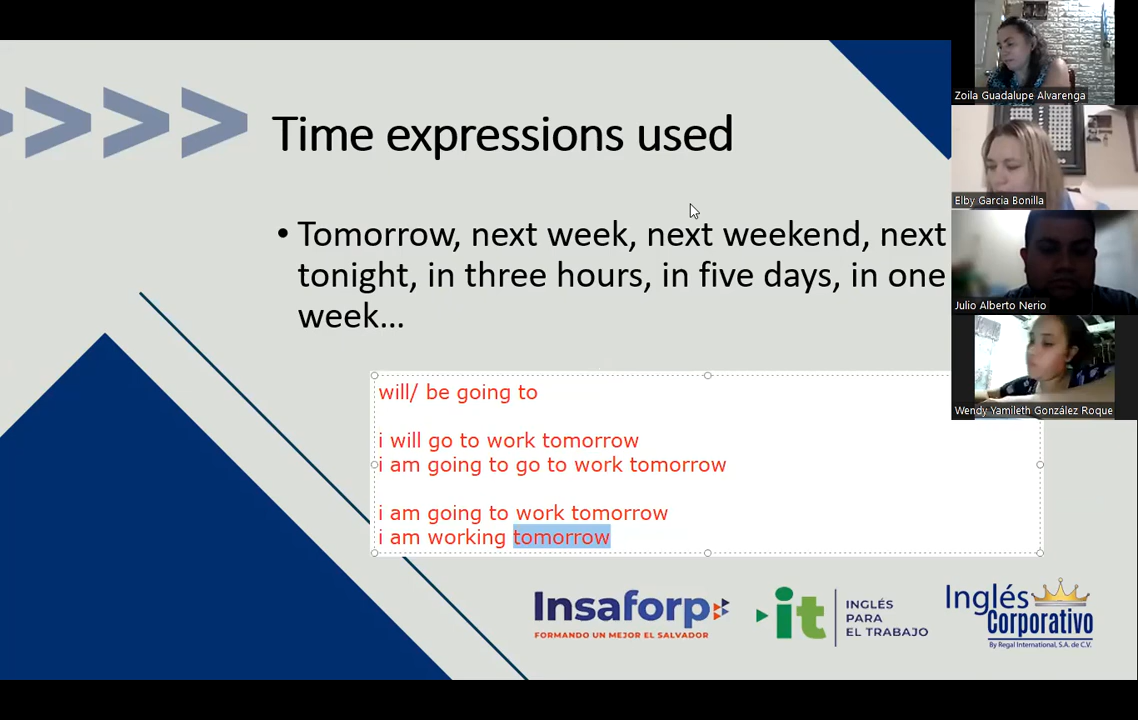 Time expressions used
• Tomorrow, next week, next weekend, next
tonight, in three hours, in five days, in one
week...
will/ be going to
i will go to work tomorrow
i am going to go to work tomorrow
i am going to work tomorrow
i am working tomorrow
Insaforp
FORMANDO UN MEJOR EL SALVADOR
it
INGLÉS
PARA
EL TRABAJO
Inglés
Corporativo
By Regal International, S.A. de C.V.
Zoila Guadalupe Alvarenga
Elby Garcia Bonilla
Julio Alberto Nerio
Wendy Yamileth González Roque